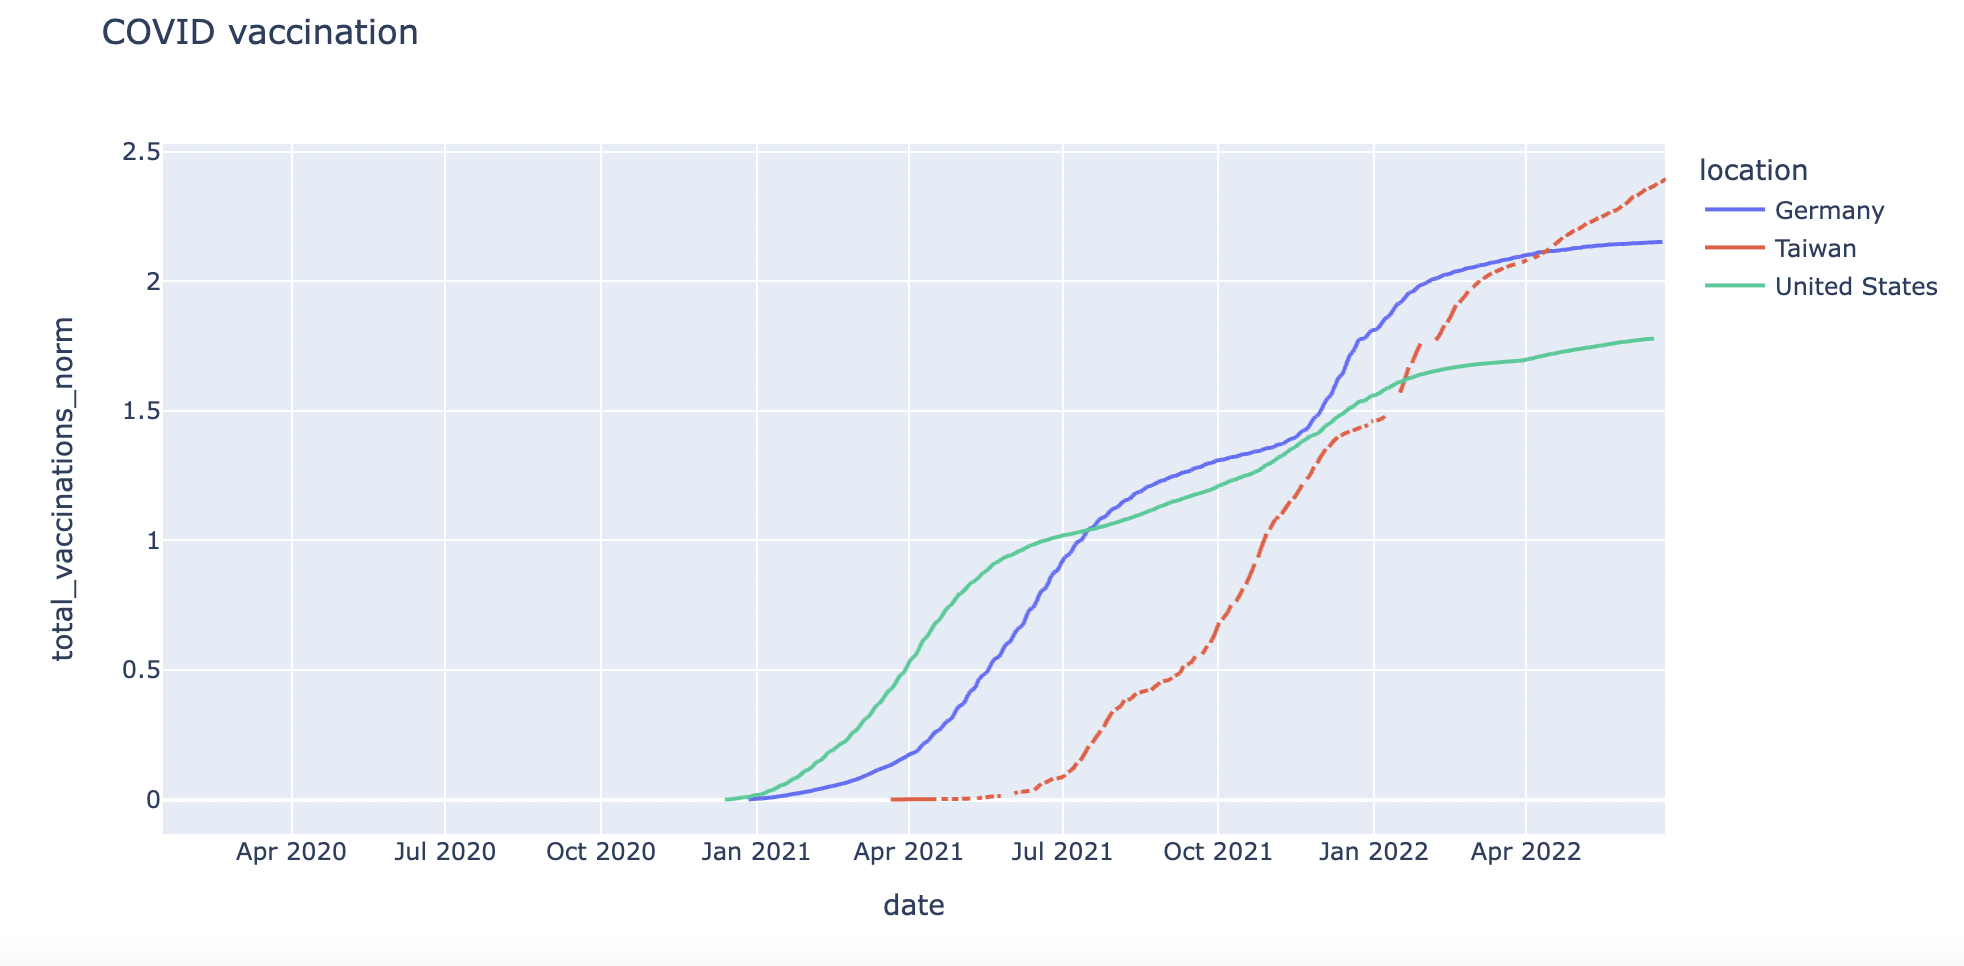 COVID vaccination
2.5
2
1.5
1
0.5
0
total_vaccinations_norm
Apr 2020 Jul 2020 Oct 2020 Jan 2021 Apr 2021 Jul 2021 Oct 2021 Jan 2022 Apr 2022
date
location
Germany
Taiwan
United States